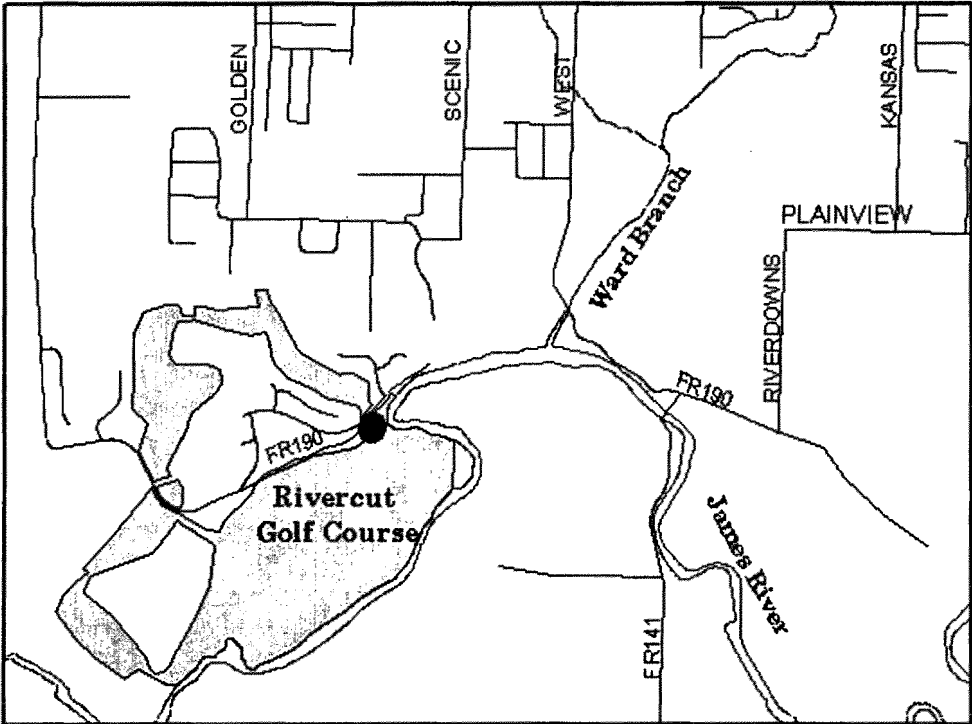 GOLDEN
SCENIC
WEST
KANSAS
Ward Branch
PLAINVIEW
RIVERDOWNS
FR190
FR190
Rivercut
Golf Course
James River
FR141